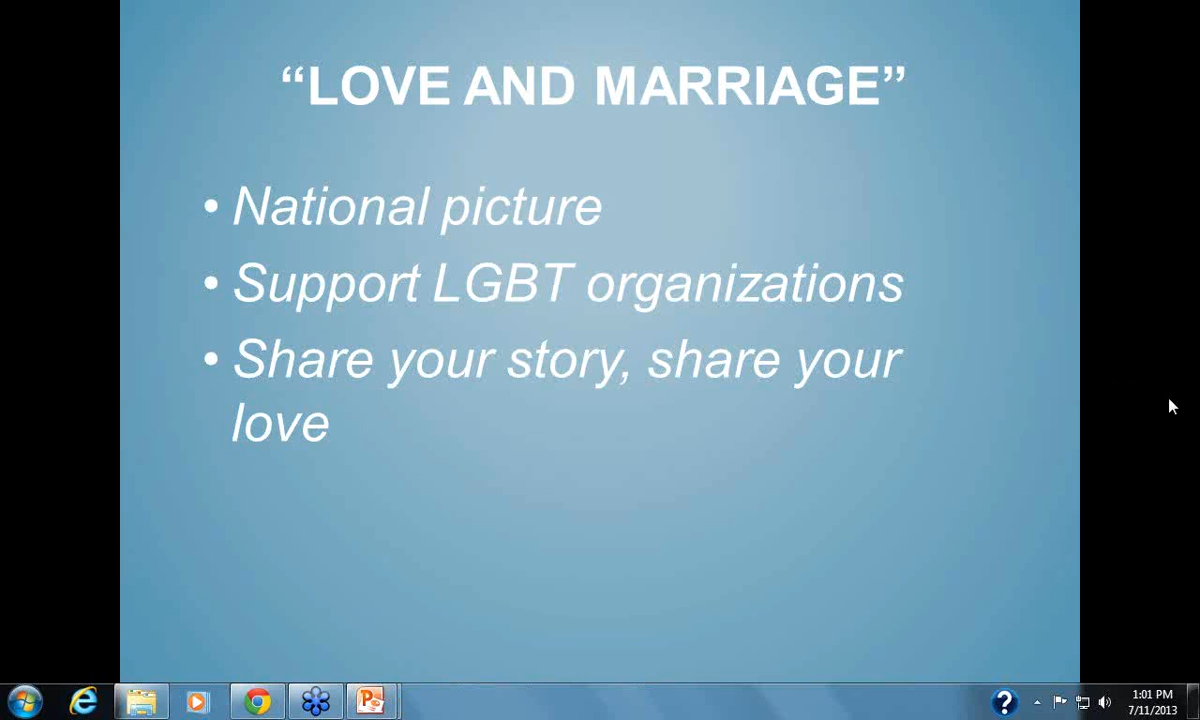 “LOVE AND MARRIAGE”
• National picture
• Support LGBT organizations
• Share your story, share your
love
1:01 PM
7/11/2013